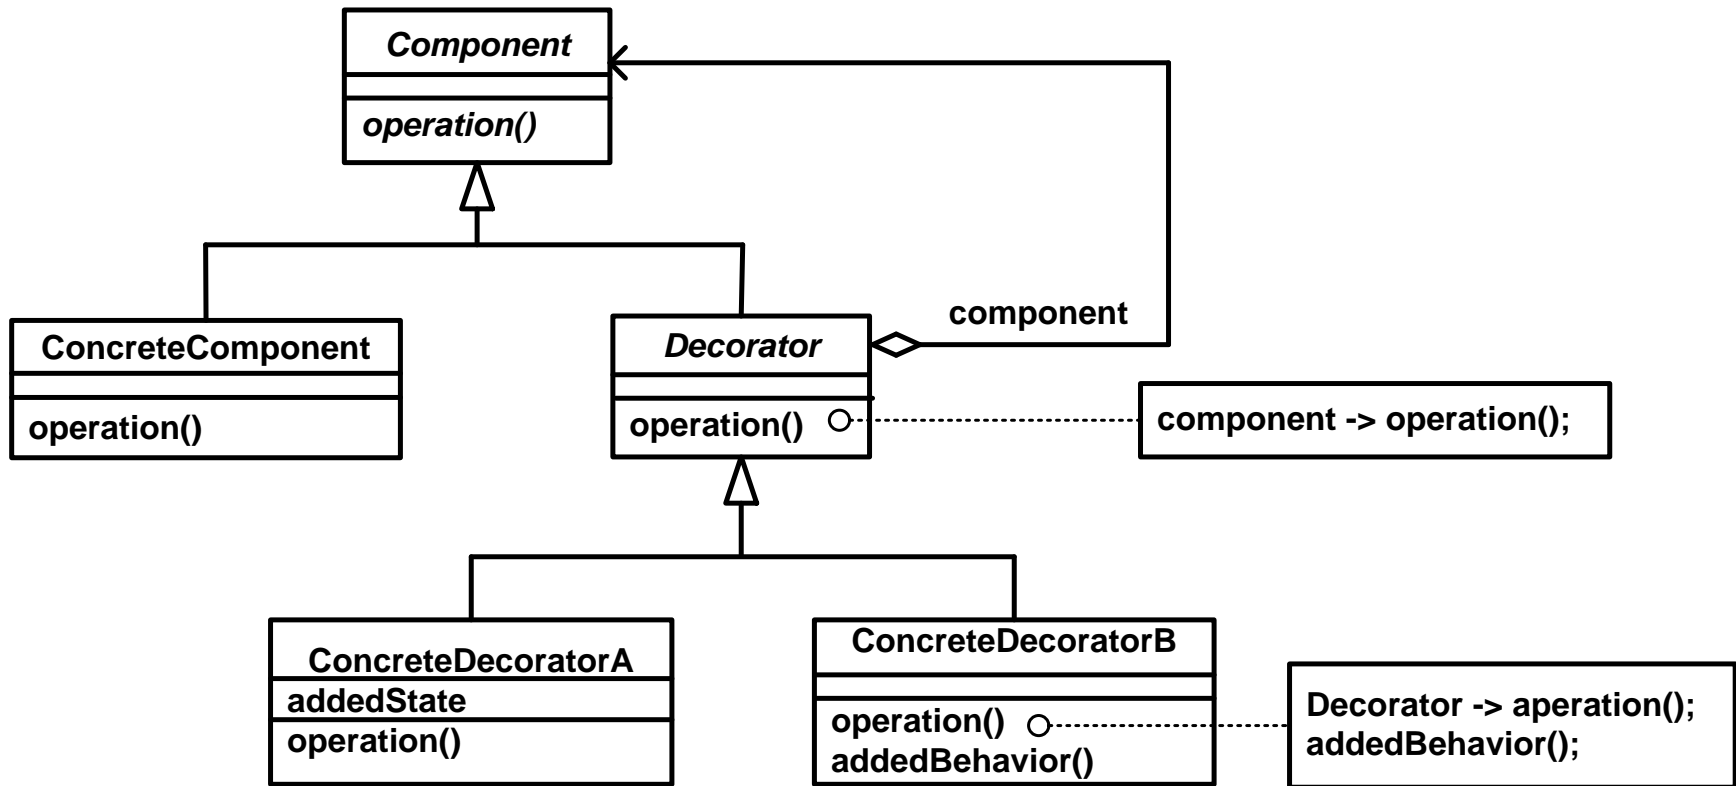 Component
operation()
component
ConcreteComponent
operation()
Decorator
operation()
component -> operation();
ConcreteDecoratorA
addedState
operation()
ConcreteDecoratorB
operation()
addedBehavior()
Decorator -> aperation();
addedBehavior();